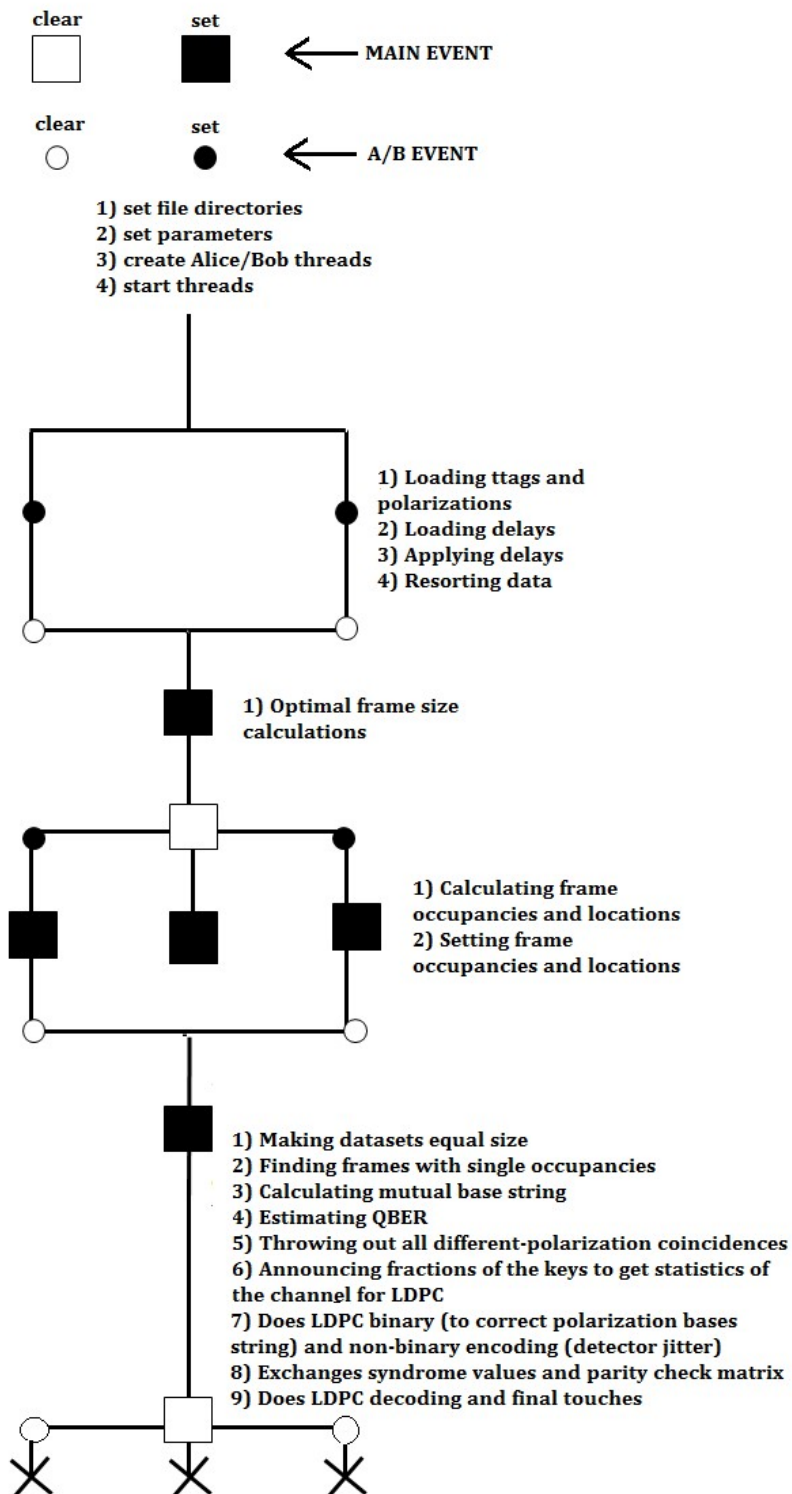 clear set
MAIN EVENT
clear set
A/B EVENT
1) set file directories
2) set parameters
3) create Alice/Bob threads
4) start threads
1) Loading ttags and
polarizations
2) Loading delays
3) Applying delays
4) Resorting data
1) Optimal frame size
calculations
1) Calculating frame
occupancies and locations
2) Setting frame
occupancies and locations
1) Making datasets equal size
2) Finding frames with single occupancies
3) Calculating mutual base string
4) Estimating QBER
5) Throwing out all different-polarization coincidences
6) Announcing fractions of the keys to get statistics of
the channel for LDPC
7) Does LDPC binary (to correct polarization bases
string) and non-binary encoding (detector jitter)
8) Exchanges syndrome values and parity check matrix
9) Does LDPC decoding and final touches